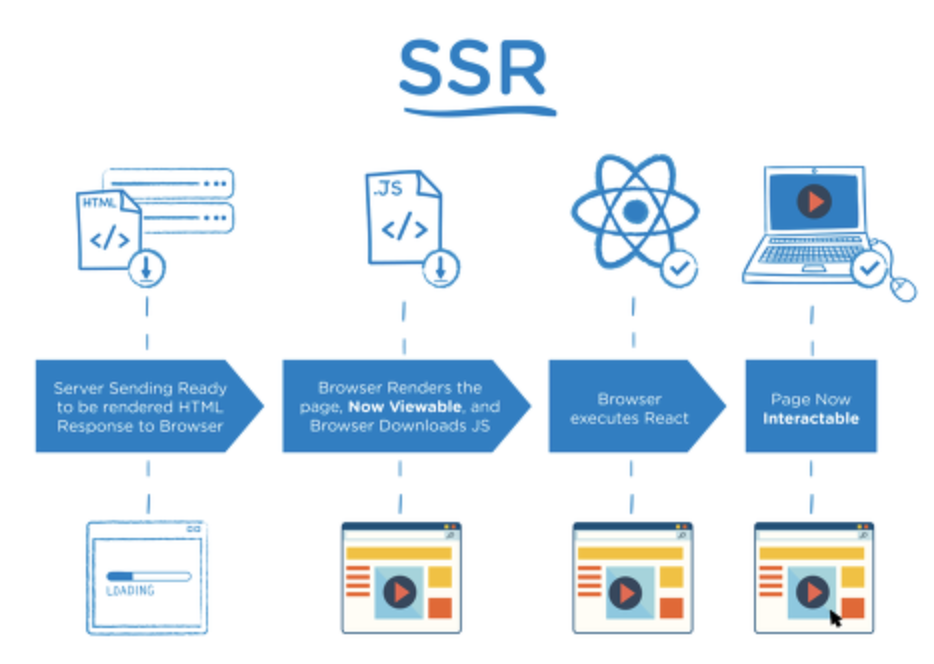 SSR
HTML
</>
.JS
</>
Server Sending Ready
to be rendered HTML
Response to Browser
Browser Renders the
page, Now Viewable, and
Browser Downloads JS
Browser
executes React
Page Now
Interactable
LOADING